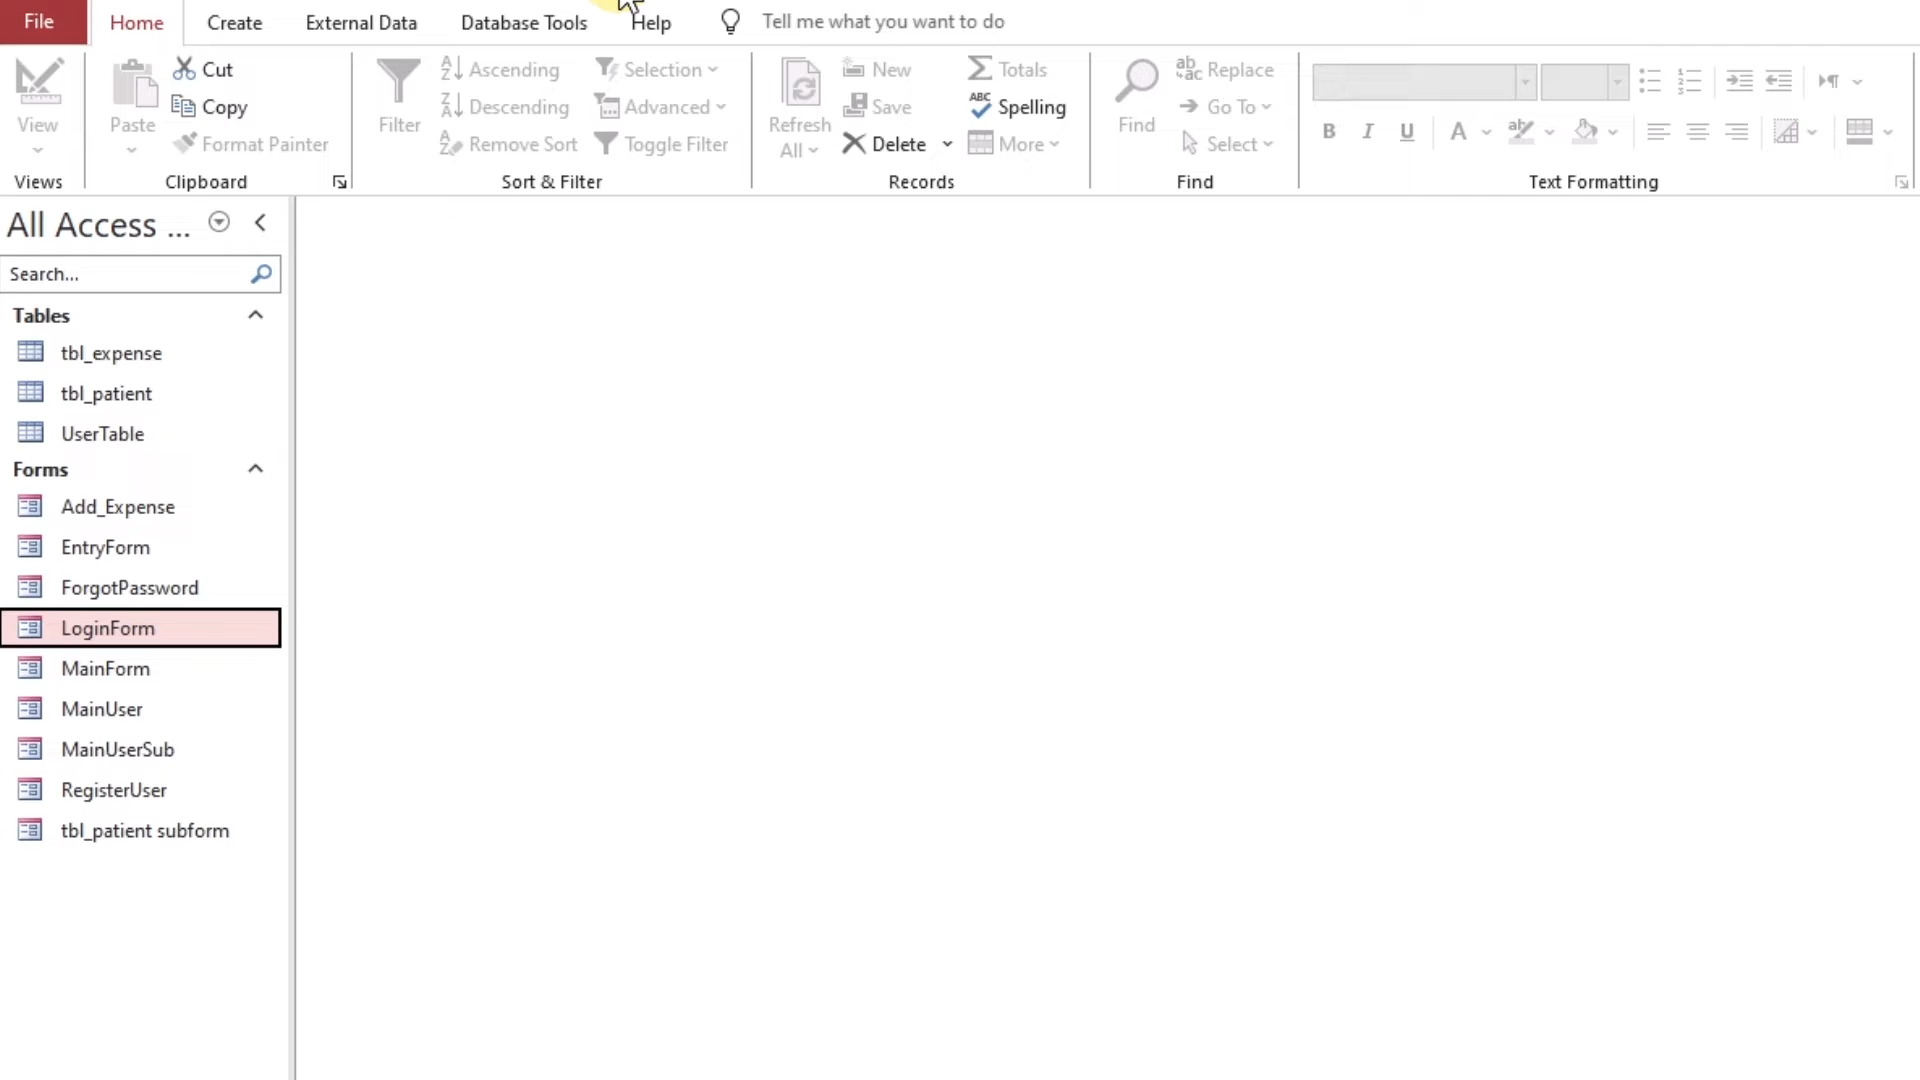 File Home Create External Data Database Tools Help Tell me what you want to do
View
Views
Paste
Cut
Copy
Format Painter
Clipboard
Filter
Ascending
Descending
Remove Sort
Selection
Advanced
Toggle Filter
Sort & Filter
Refresh
All
New
Save
Delete
Totals
Spelling
More
Records
Find
Replace
Go To
Select
Find
B I U A
Text Formatting
All Access ...
Search...
Tables
tbl_expense
tbl_patient
UserTable
Forms
Add_Expense
EntryForm
ForgotPassword
LoginForm
MainForm
MainUser
MainUserSub
RegisterUser
tbl_patient subform